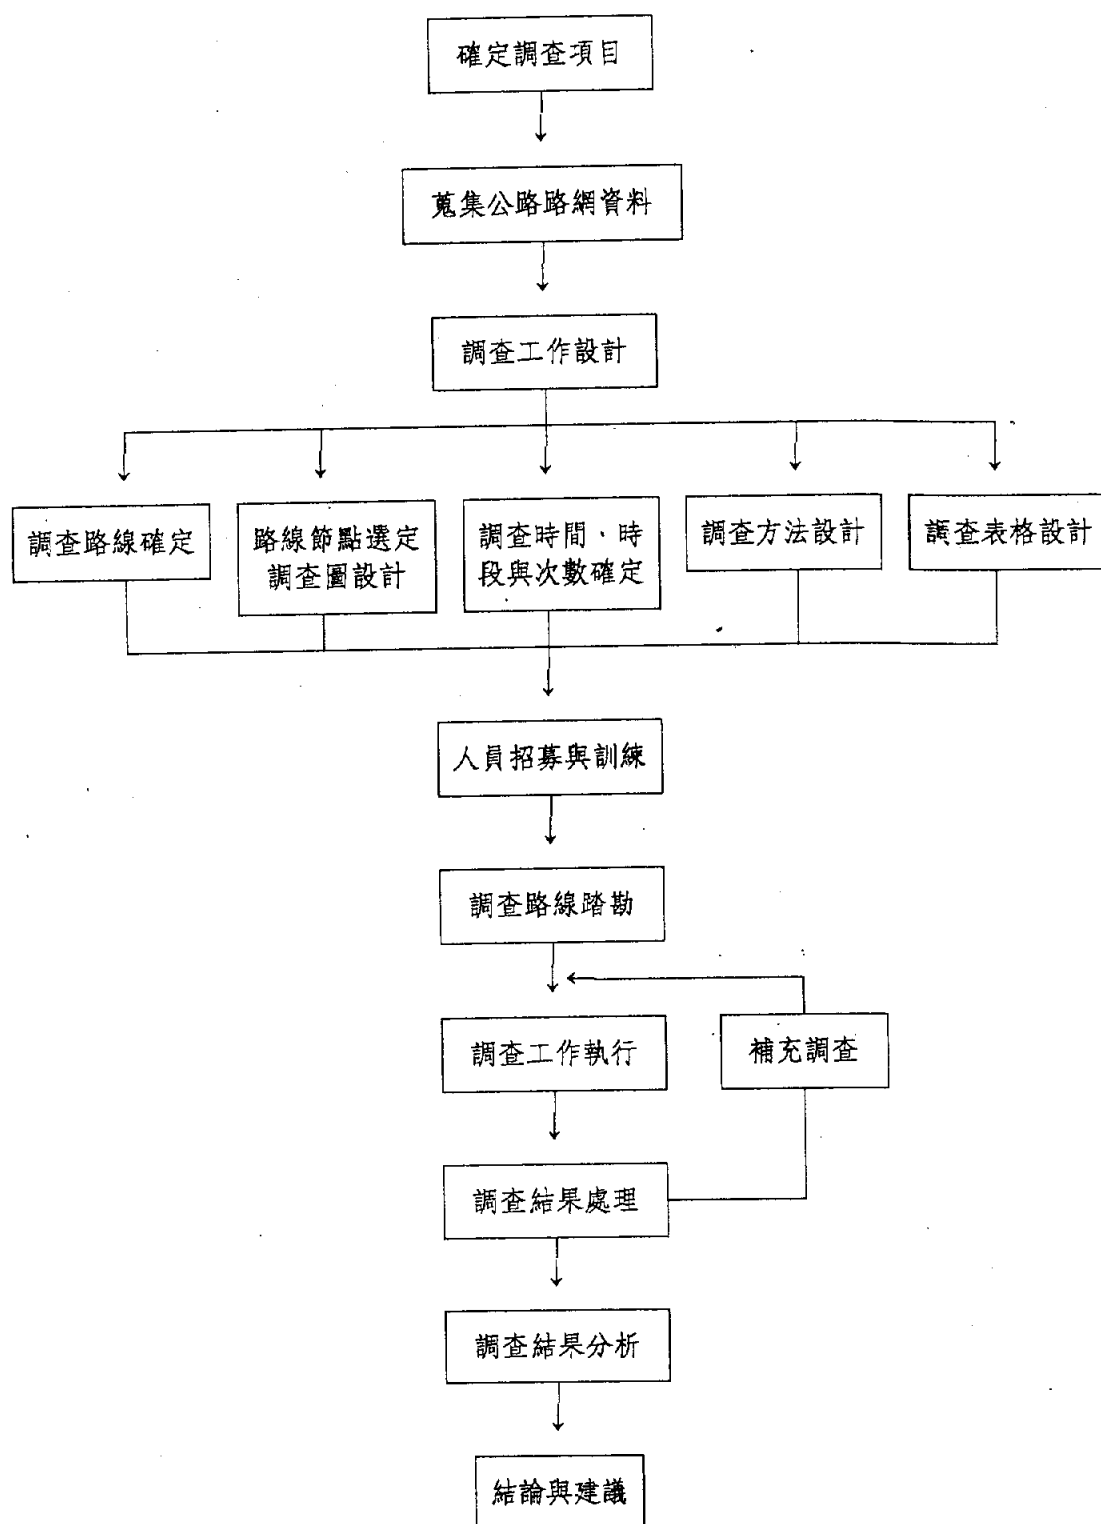 確定調查項目
蒐集公路路網資料
調查工作設計
調查路線確定
路線節點選定
調查圖設計
調查時間、時
段與次數確定
調查方法設計
調查表格設計
人員招募與訓練
調查路線踏勘
調查工作執行
補充調查
調查結果處理
調查結果分析
結論與建議